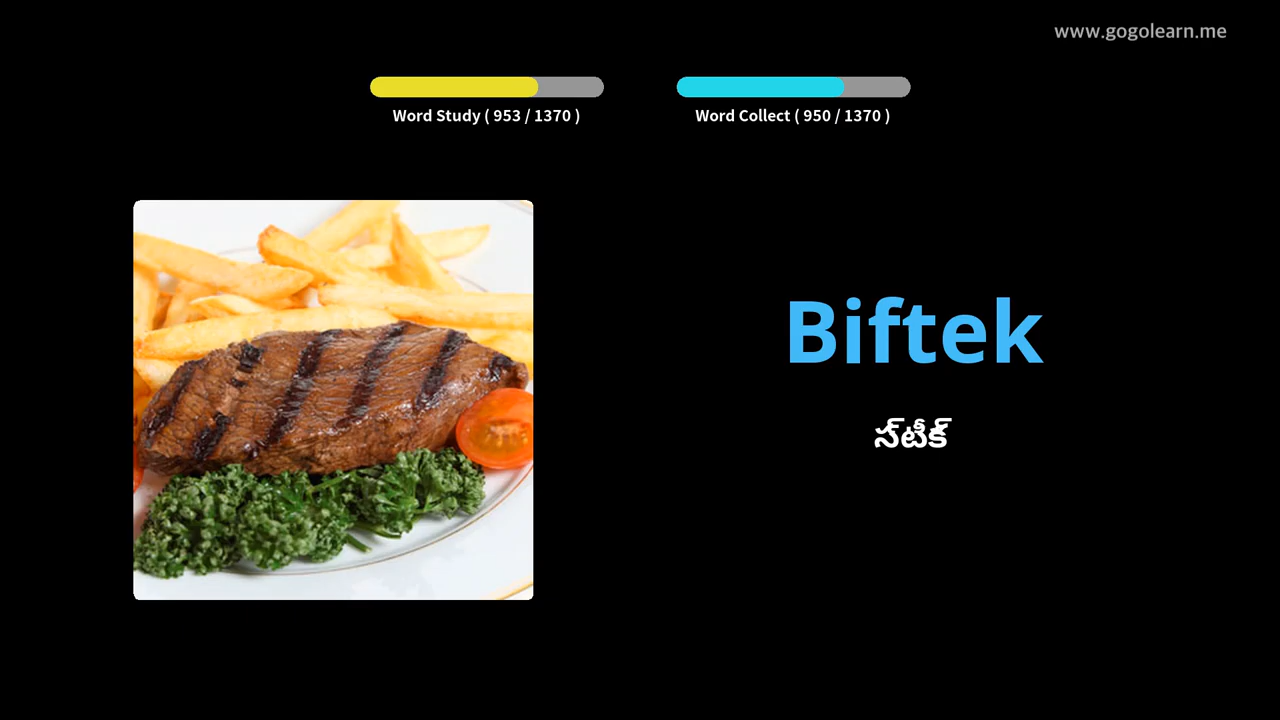 www.gogolearn.me
Word Study ( 953 / 1370 )
Word Collect ( 950 / 1370 )
Biftek
స్‌టీక్